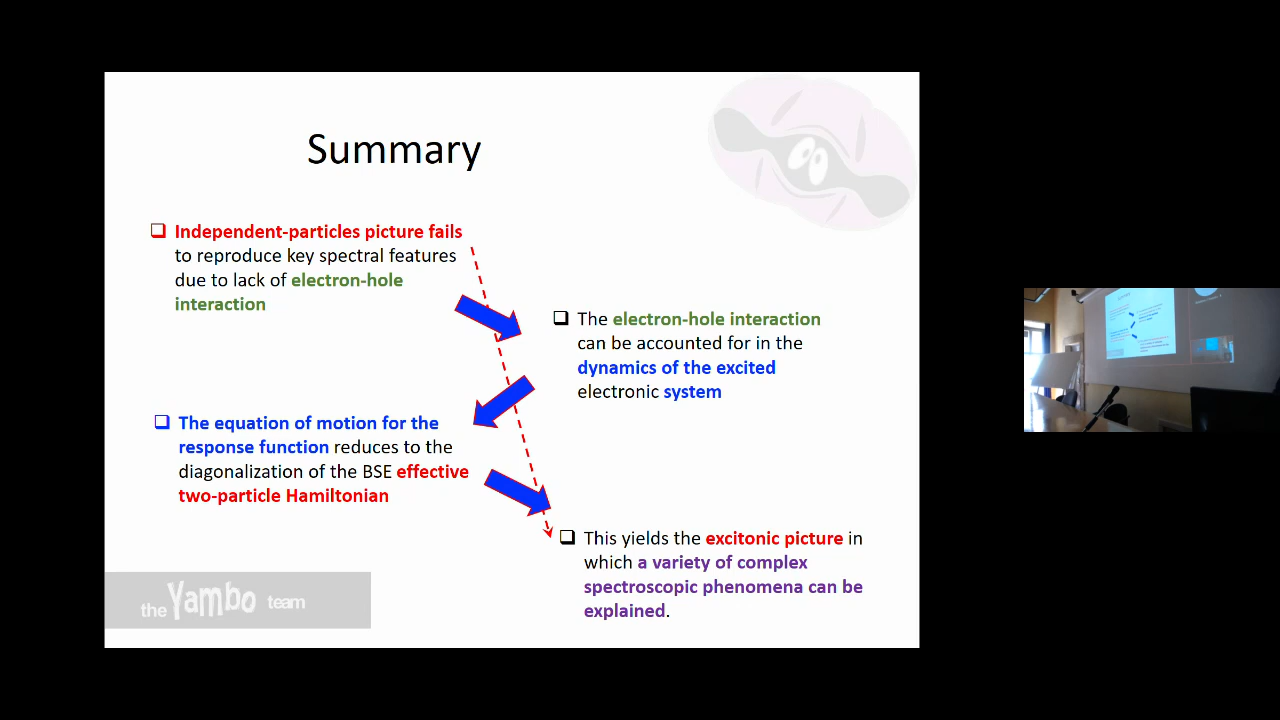 Summary
Independent-particles picture fails
to reproduce key spectral features
due to lack of electron-hole
interaction
The electron-hole interaction
can be accounted for in the
dynamics of the excited
electronic system
The equation of motion for the
response function reduces to the
diagonalization of the BSE effective
two-particle Hamiltonian
This yields the excitonic picture in
which a variety of complex
spectroscopic phenomena can be
explained.
the Yambo team